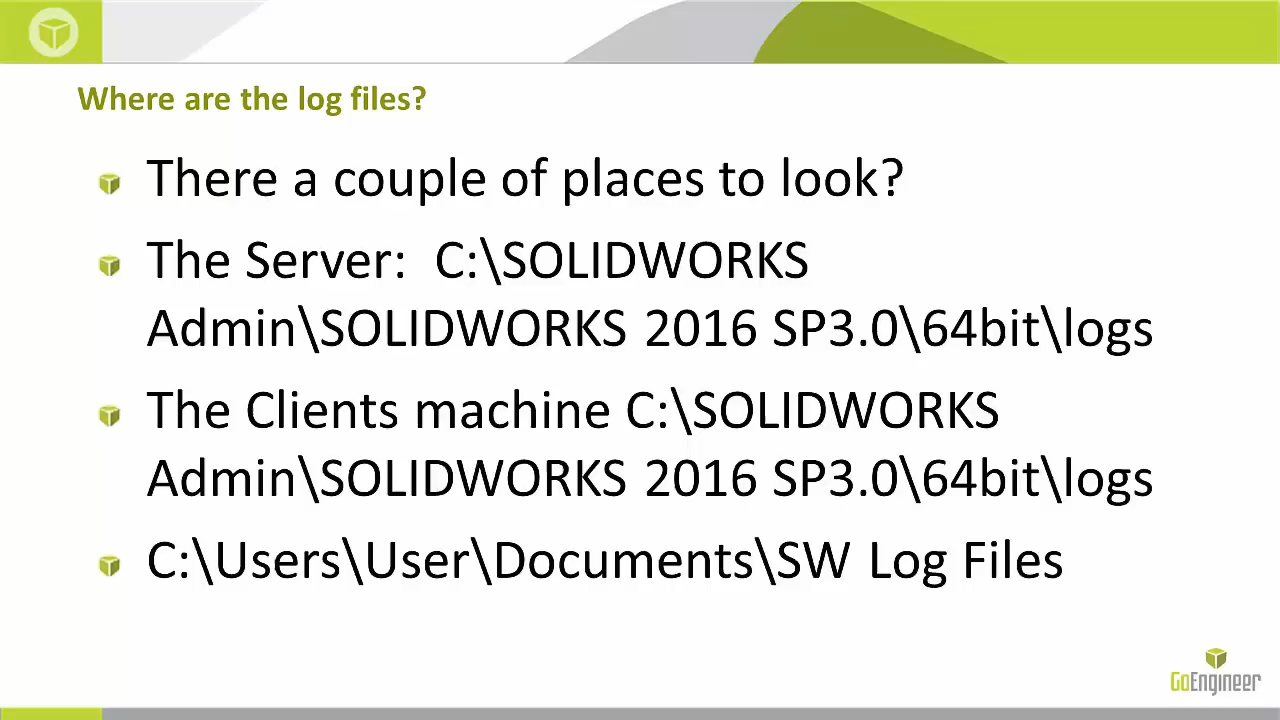 Where are the log files?
There a couple of places to look?
The Server:  C:\SOLIDWORKS
Admin\SOLIDWORKS 2016 SP3.0\64bit\logs
The Clients machine C:\SOLIDWORKS
Admin\SOLIDWORKS 2016 SP3.0\64bit\logs
C:\Users\User\Documents\SW Log Files
GoEngineer